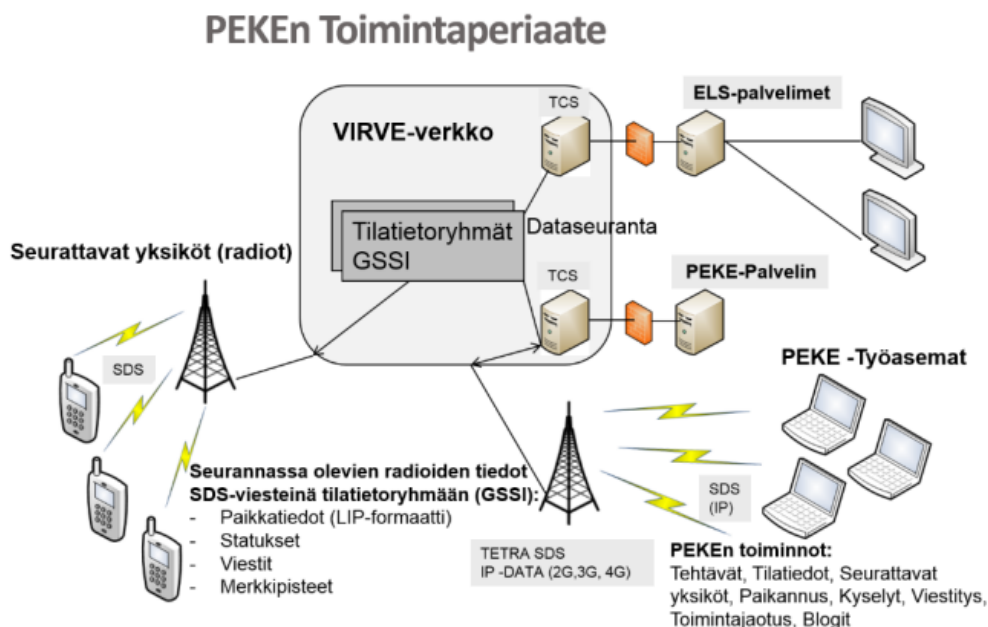 PEKEn Toimintaperiaate
TCS
ELS-palvelimet
VIRVE-verkko
Tilatietoryhmät
GSSI
Dataseuranta
Seurattavat yksiköt (radiot)
TCS
PEKE-Palvelin
SDS
PEKE -Työasemat
Seurannassa olevien radioiden tiedot
SDS-viesteinä tilatietoryhmään (GSSI):
- Paikkatiedot (LIP-formaatti)
- Statukset
- Viestit
- Merkkipisteet
SDS
(IP)
TETRA SDS
IP -DATA (2G,3G, 4G)
PEKEn toiminnot:
Tehtävät, Tilatiedot, Seurattavat
yksiköt, Paikannus, Kyselyt, Viestitys,
Toimintajaotus, Blogit